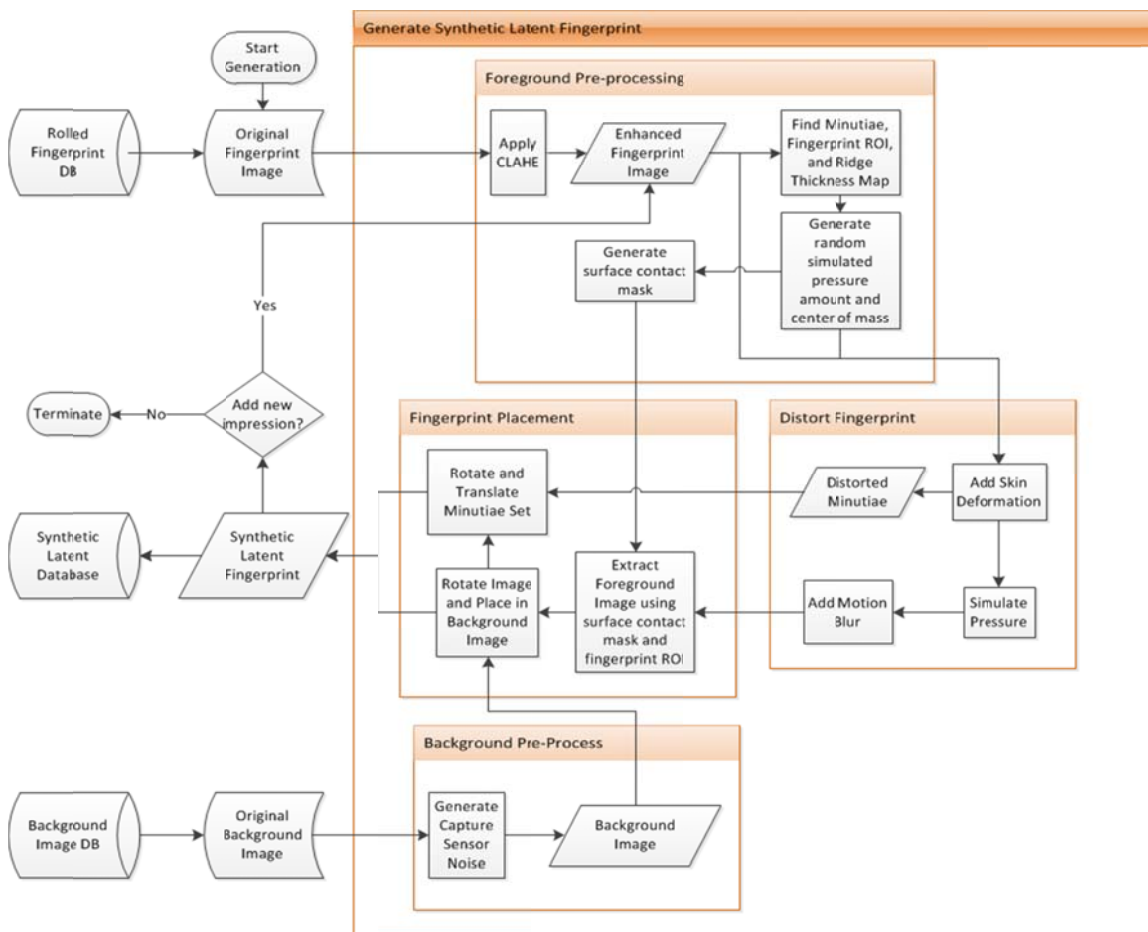 Generate Synthetic Latent Fingerprint
Start
Generation
Foreground Pre-processing
Rolled
Fingerprint
DB
Original
Fingerprint
Image
Apply
CLAHE
Enhanced
Fingerprint
Image
Find Minutiae,
Fingerprint ROI,
and Ridge
Thickness Map
Generate
surface contact
mask
Generate
random
simulated
pressure
amount and
center of mass
Yes
Terminate
No
Add new
impression?
Fingerprint Placement
Distort Fingerprint
Rotate and
Translate
Minutiae Set
Distorted
Minutiae
Add Skin
Deformation
Synthetic
Latent
Database
Synthetic
Latent
Fingerprint
Rotate Image
and Place in
Background
Image
Extract
Foreground
Image using
surface contact
mask and
fingerprint ROI
Add Motion
Blur
Simulate
Pressure
Background Pre-Process
Background
Image DB
Original
Background
Image
Generate
Capture
Sensor
Noise
Background
Image